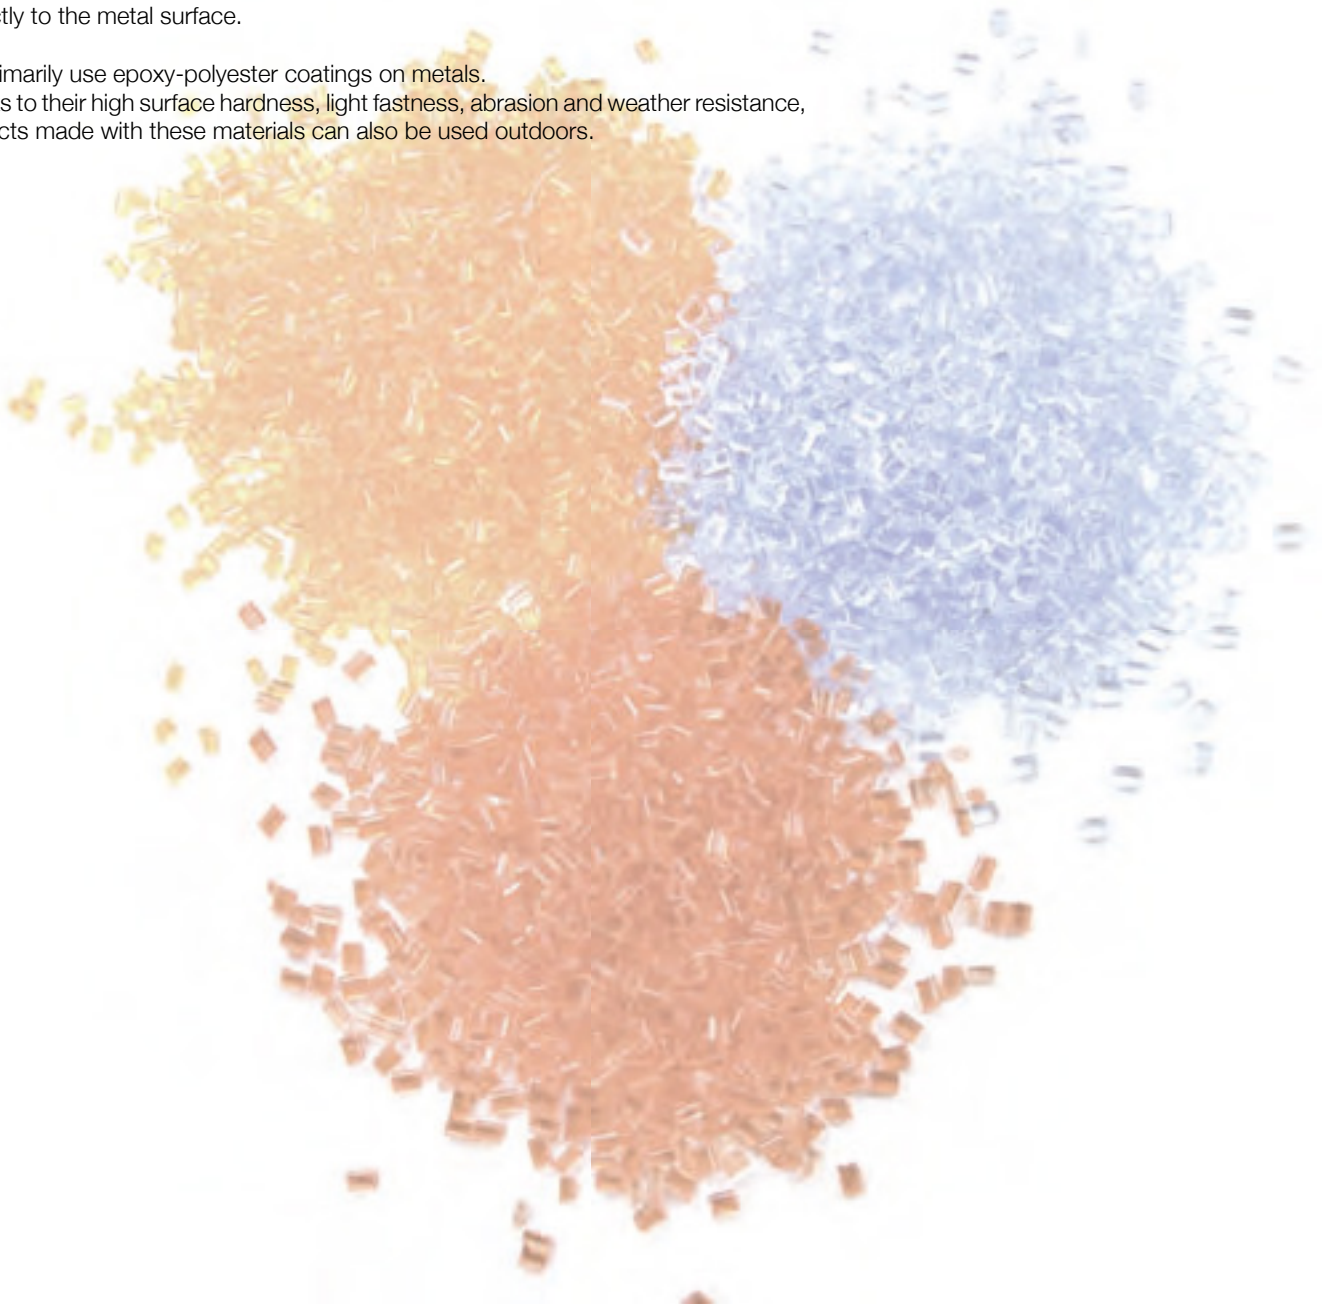 tly to the metal surface.
imarily use epoxy-polyester coatings on metals.
s to their high surface hardness, light fastness, abrasion and weather resistance,
cts made with these materials can also be used outdoors.